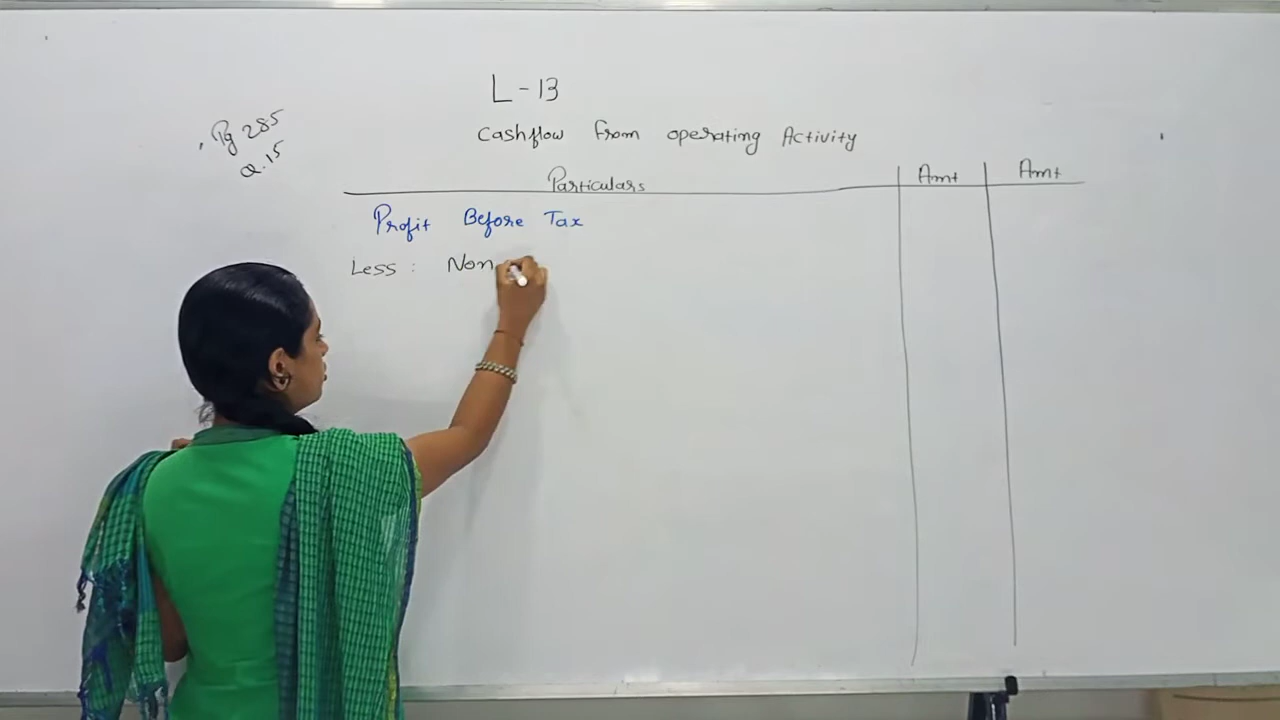 L-13
Pg 285
Q.15
Cashflow from operating Activity
Particulars Amt Amt
Profit Before Tax
Less : Non